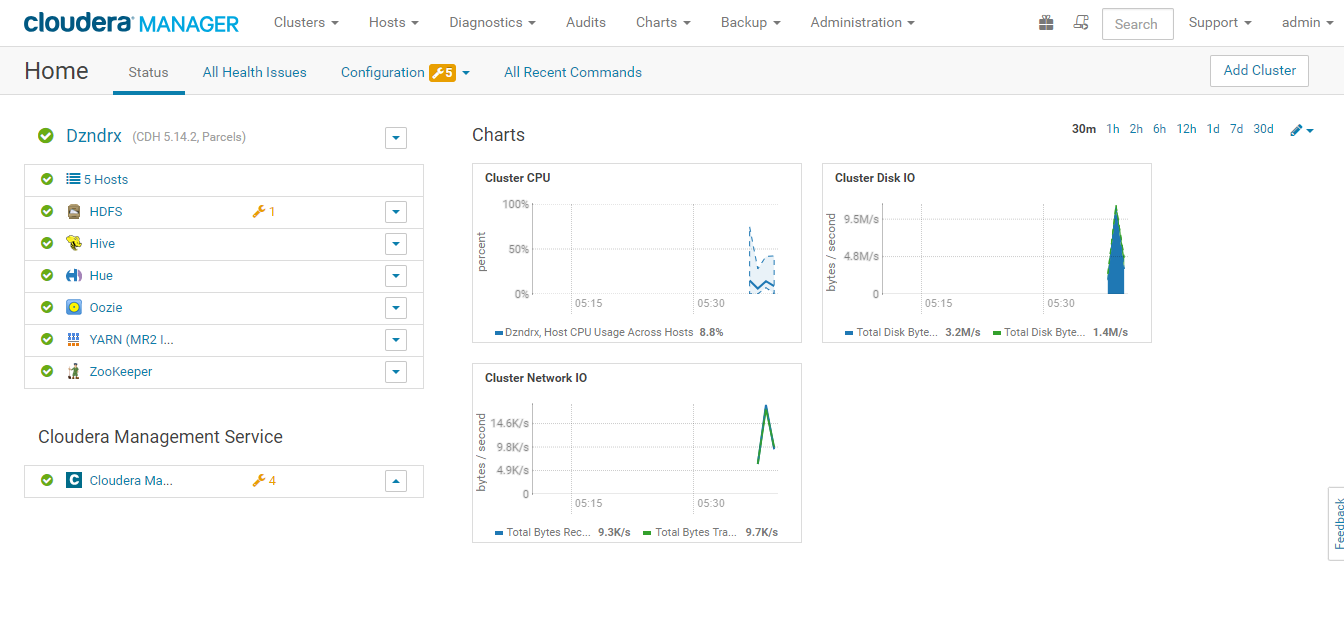 cloudera MANAGER Clusters Hosts Diagnostics Audits Charts Backup Administration Search Support admin
Home Status All Health Issues Configuration 5 All Recent Commands Add Cluster
Dzndrx (CDH 5.14.2, Parcels)
5 Hosts
HDFS 1
Hive
Hue
Oozie
YARN (MR2 I...
ZooKeeper
Cloudera Management Service
C Cloudera Ma... 4
Charts
30m 1h 2h 6h 12h 1d 7d 30d
Cluster CPU
percent
100%
50%
0%
05:15 05:30
Dzndrx, Host CPU Usage Across Hosts 8.8%
Cluster Disk IO
bytes / second
9.5M/s
4.8M/s
0
05:15 05:30
Total Disk Byte... 3.2M/s Total Disk Byte... 1.4M/s
Cluster Network IO
bytes / second
14.6K/s
9.8K/s
4.9K/s
0
05:15 05:30
Total Bytes Rec... 9.3K/s Total Bytes Tra... 9.7K/s
Feedback